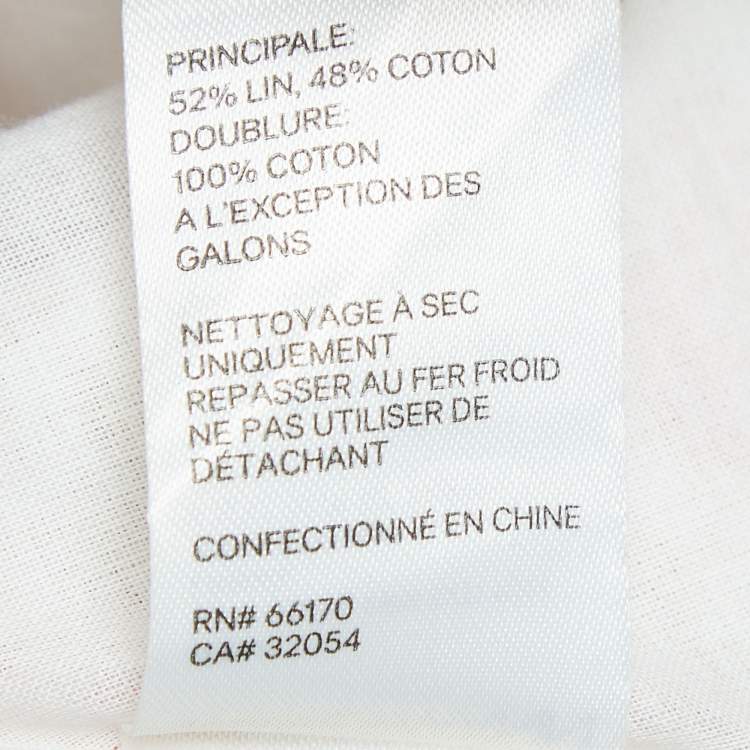 PRINCIPALE:
52% LIN, 48% COTON
DOUBLURE:
100% COTON
A L'EXCEPTION DES
GALONS
NETTOYAGE À SEC
UNIQUEMENT
REPASSER AU FER FROID
NE PAS UTILISER DE
DÉTACHANT
CONFECTIONNÉ EN CHINE
RN# 66170
CA# 32054